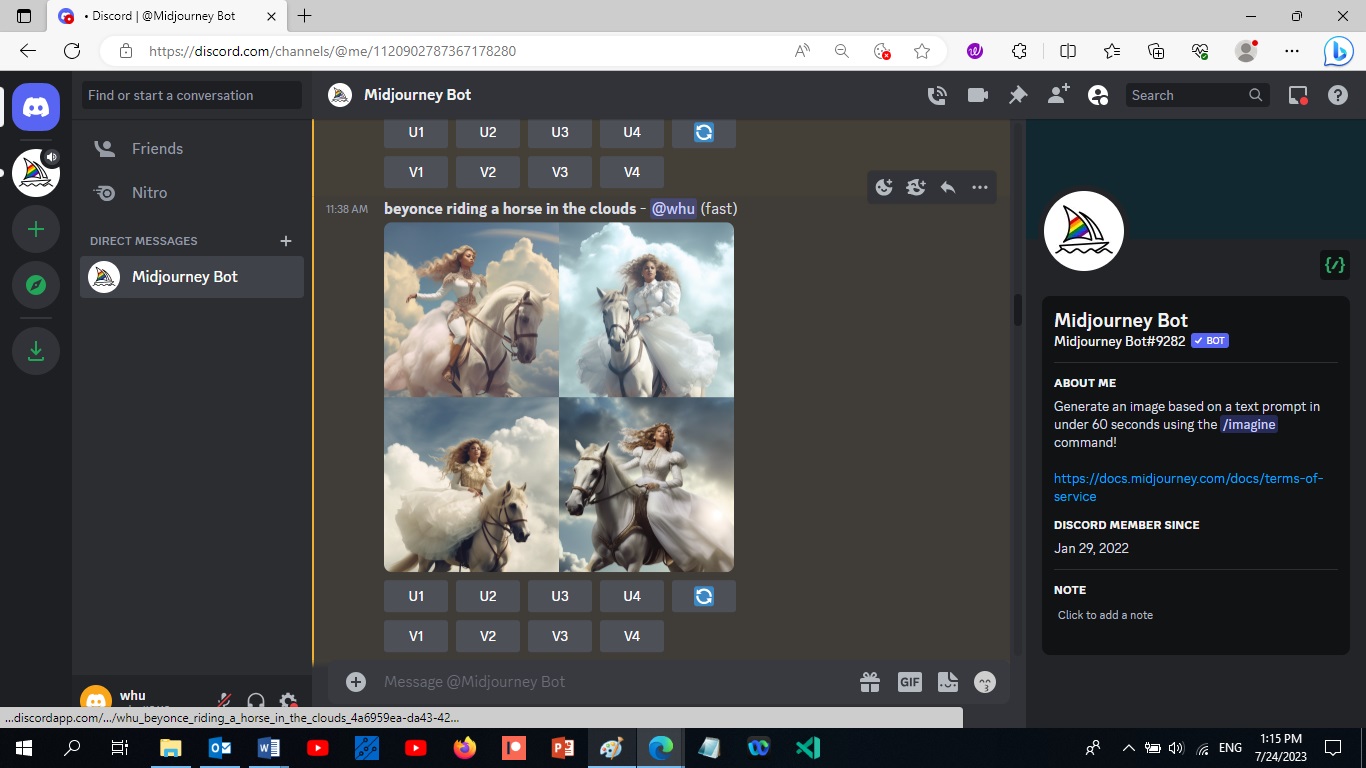 • Discord | @Midjourney Bot
https://discord.com/channels/@me/1120902787367178280
Find or start a conversation
Friends
Nitro
DIRECT MESSAGES
Midjourney Bot
whu
Midjourney Bot
Search
U1 U2 U3 U4
V1 V2 V3 V4
11:38 AM beyonce riding a horse in the clouds - @whu (fast)
U1 U2 U3 U4
V1 V2 V3 V4
Message @Midjourney Bot
GIF
Midjourney Bot
Midjourney Bot#9282 BOT
ABOUT ME
Generate an image based on a text prompt in
under 60 seconds using the /imagine
command!
https://docs.midjourney.com/docs/terms-of-
service
DISCORD MEMBER SINCE
Jan 29, 2022
NOTE
Click to add a note
...discordapp.com/.../whu_beyonce_riding_a_horse_in_the_clouds_4a6959ea-da43-42...
ENG
1:15 PM
7/24/2023